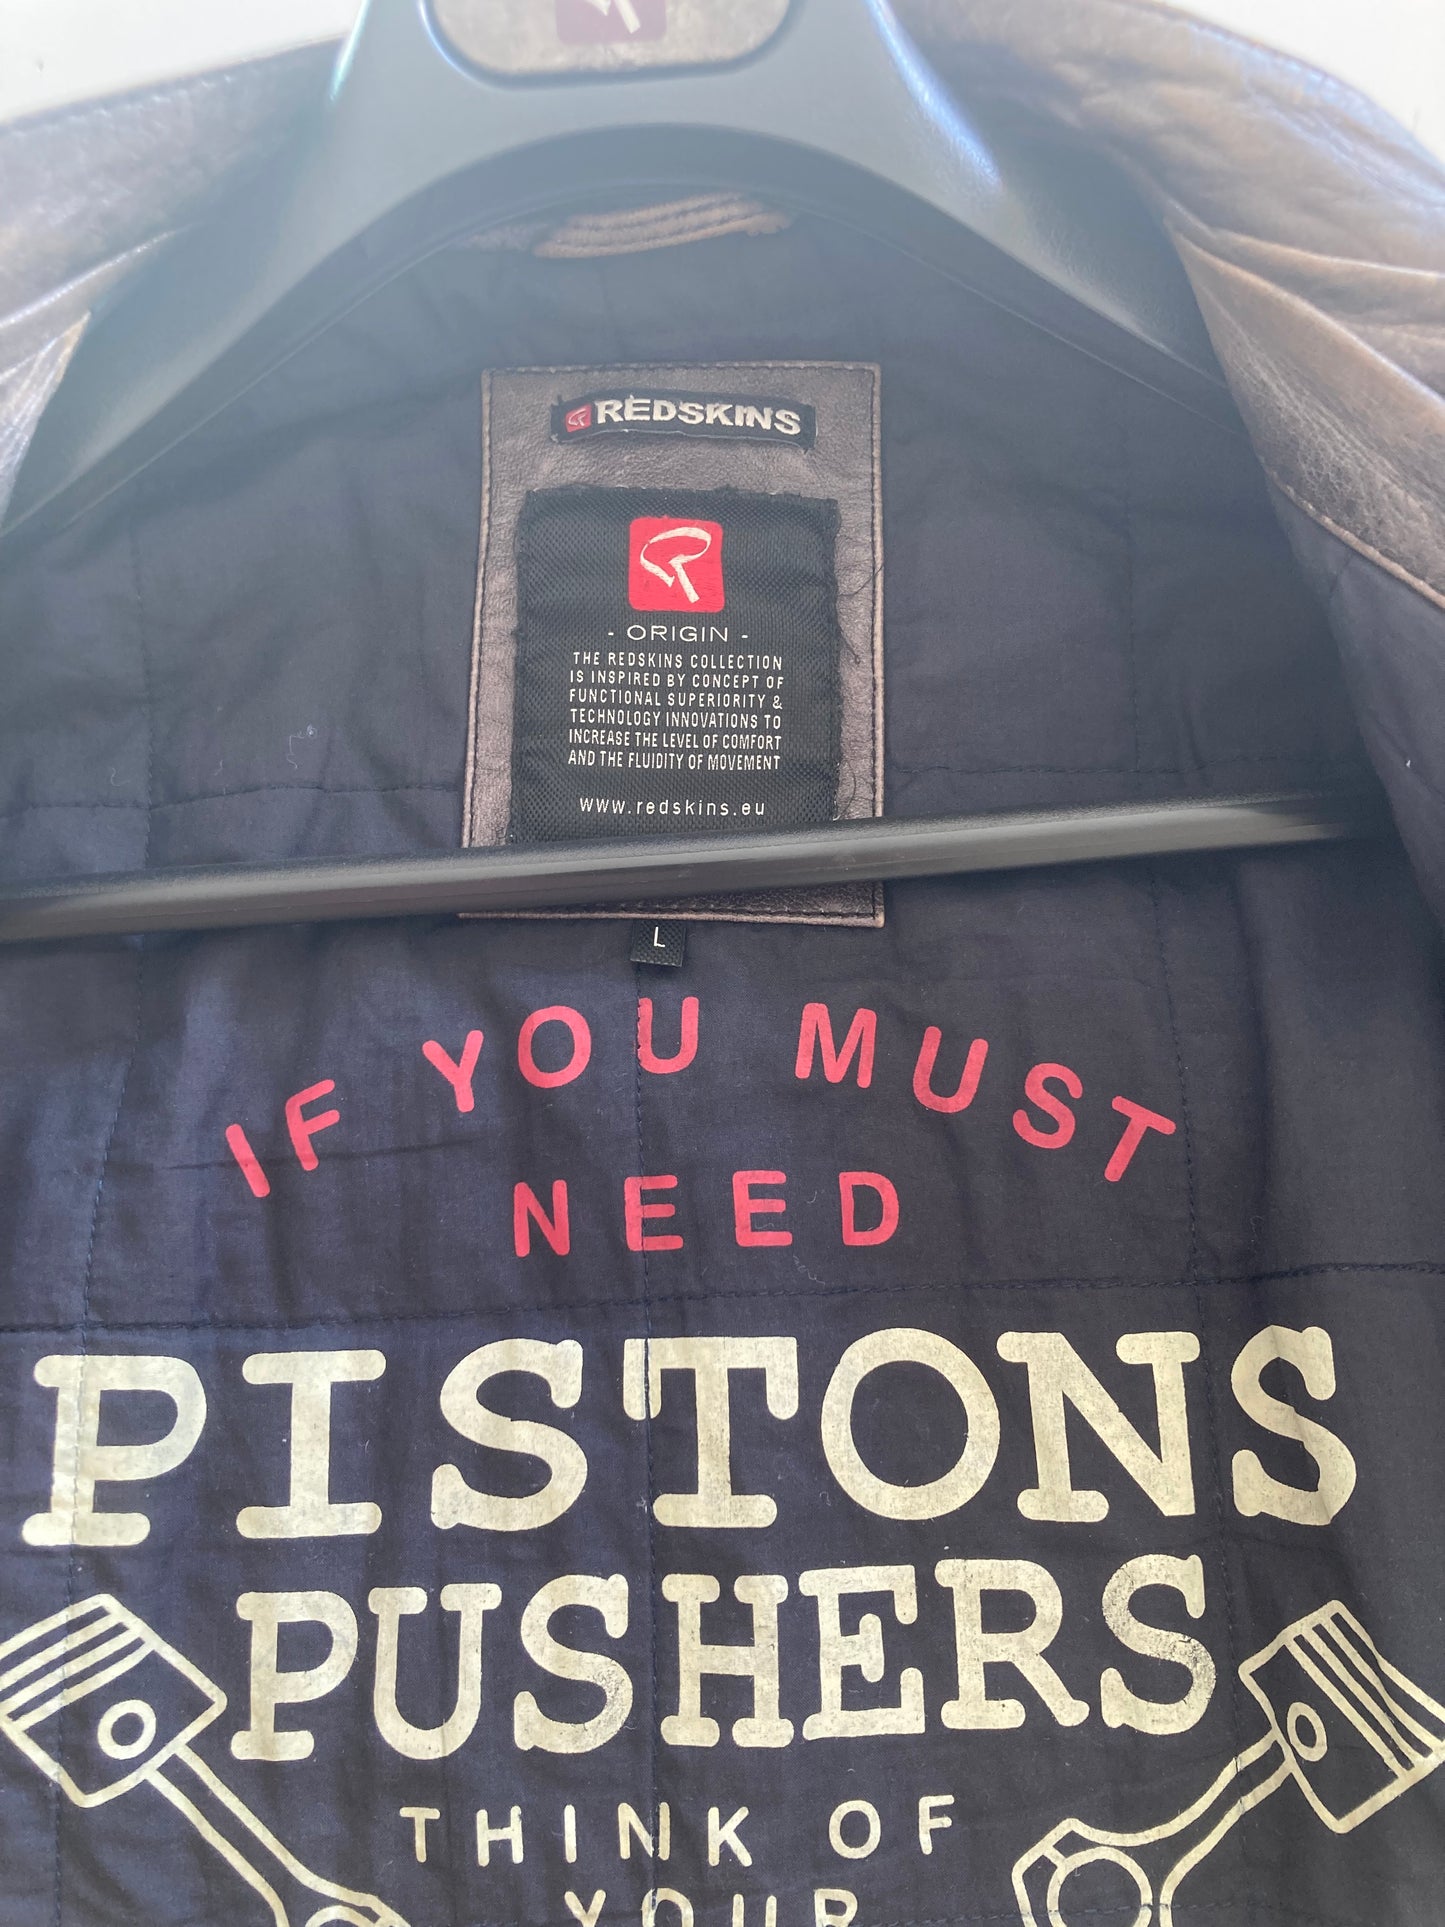 REDSKINS
- ORIGIN -
THE REDSKINS COLLECTION
IS INSPIRED BY CONCEPT OF
FUNCTIONAL SUPERIORITY &
TECHNOLOGY INNOVATIONS TO
INCREASE THE LEVEL OF COMFORT
AND THE FLUIDITY OF MOVEMENT
www.redskins.eu
L
IF YOU MUST
NEED
PISTONS
PUSHERS
THINK OF
YOUR